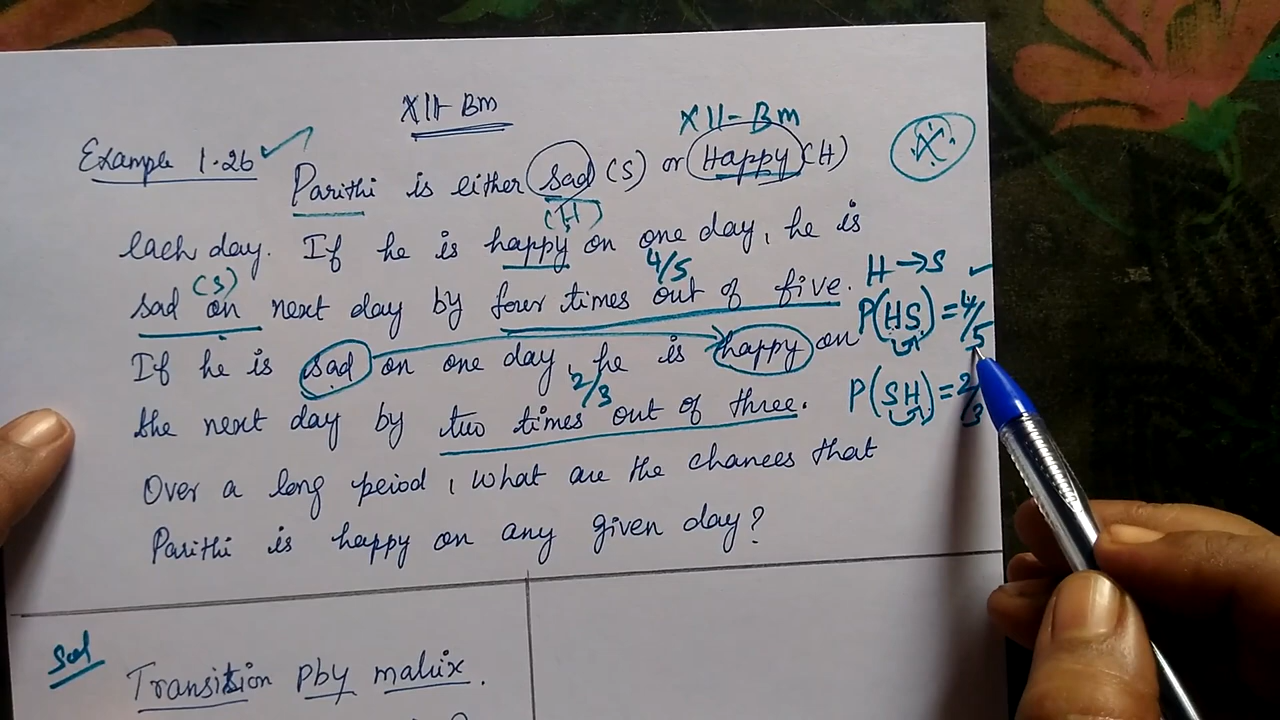 XII-Bm
XII-Bm
Example 1.26
Parithi is either sad (S) or Happy (H)
(H)
each day. If he is happy on one day, he is
(S)
4/5
sad on next day by four times out of five.
H → S
P(HS) = 4/5
If he is sad on one day, he is happy on
2/3
P(SH) = 2/3
the next day by two times out of three.
Over a long peiod, what are the chances that
Parithi is happy on any given day?
Sol
Transition Pby matrix.